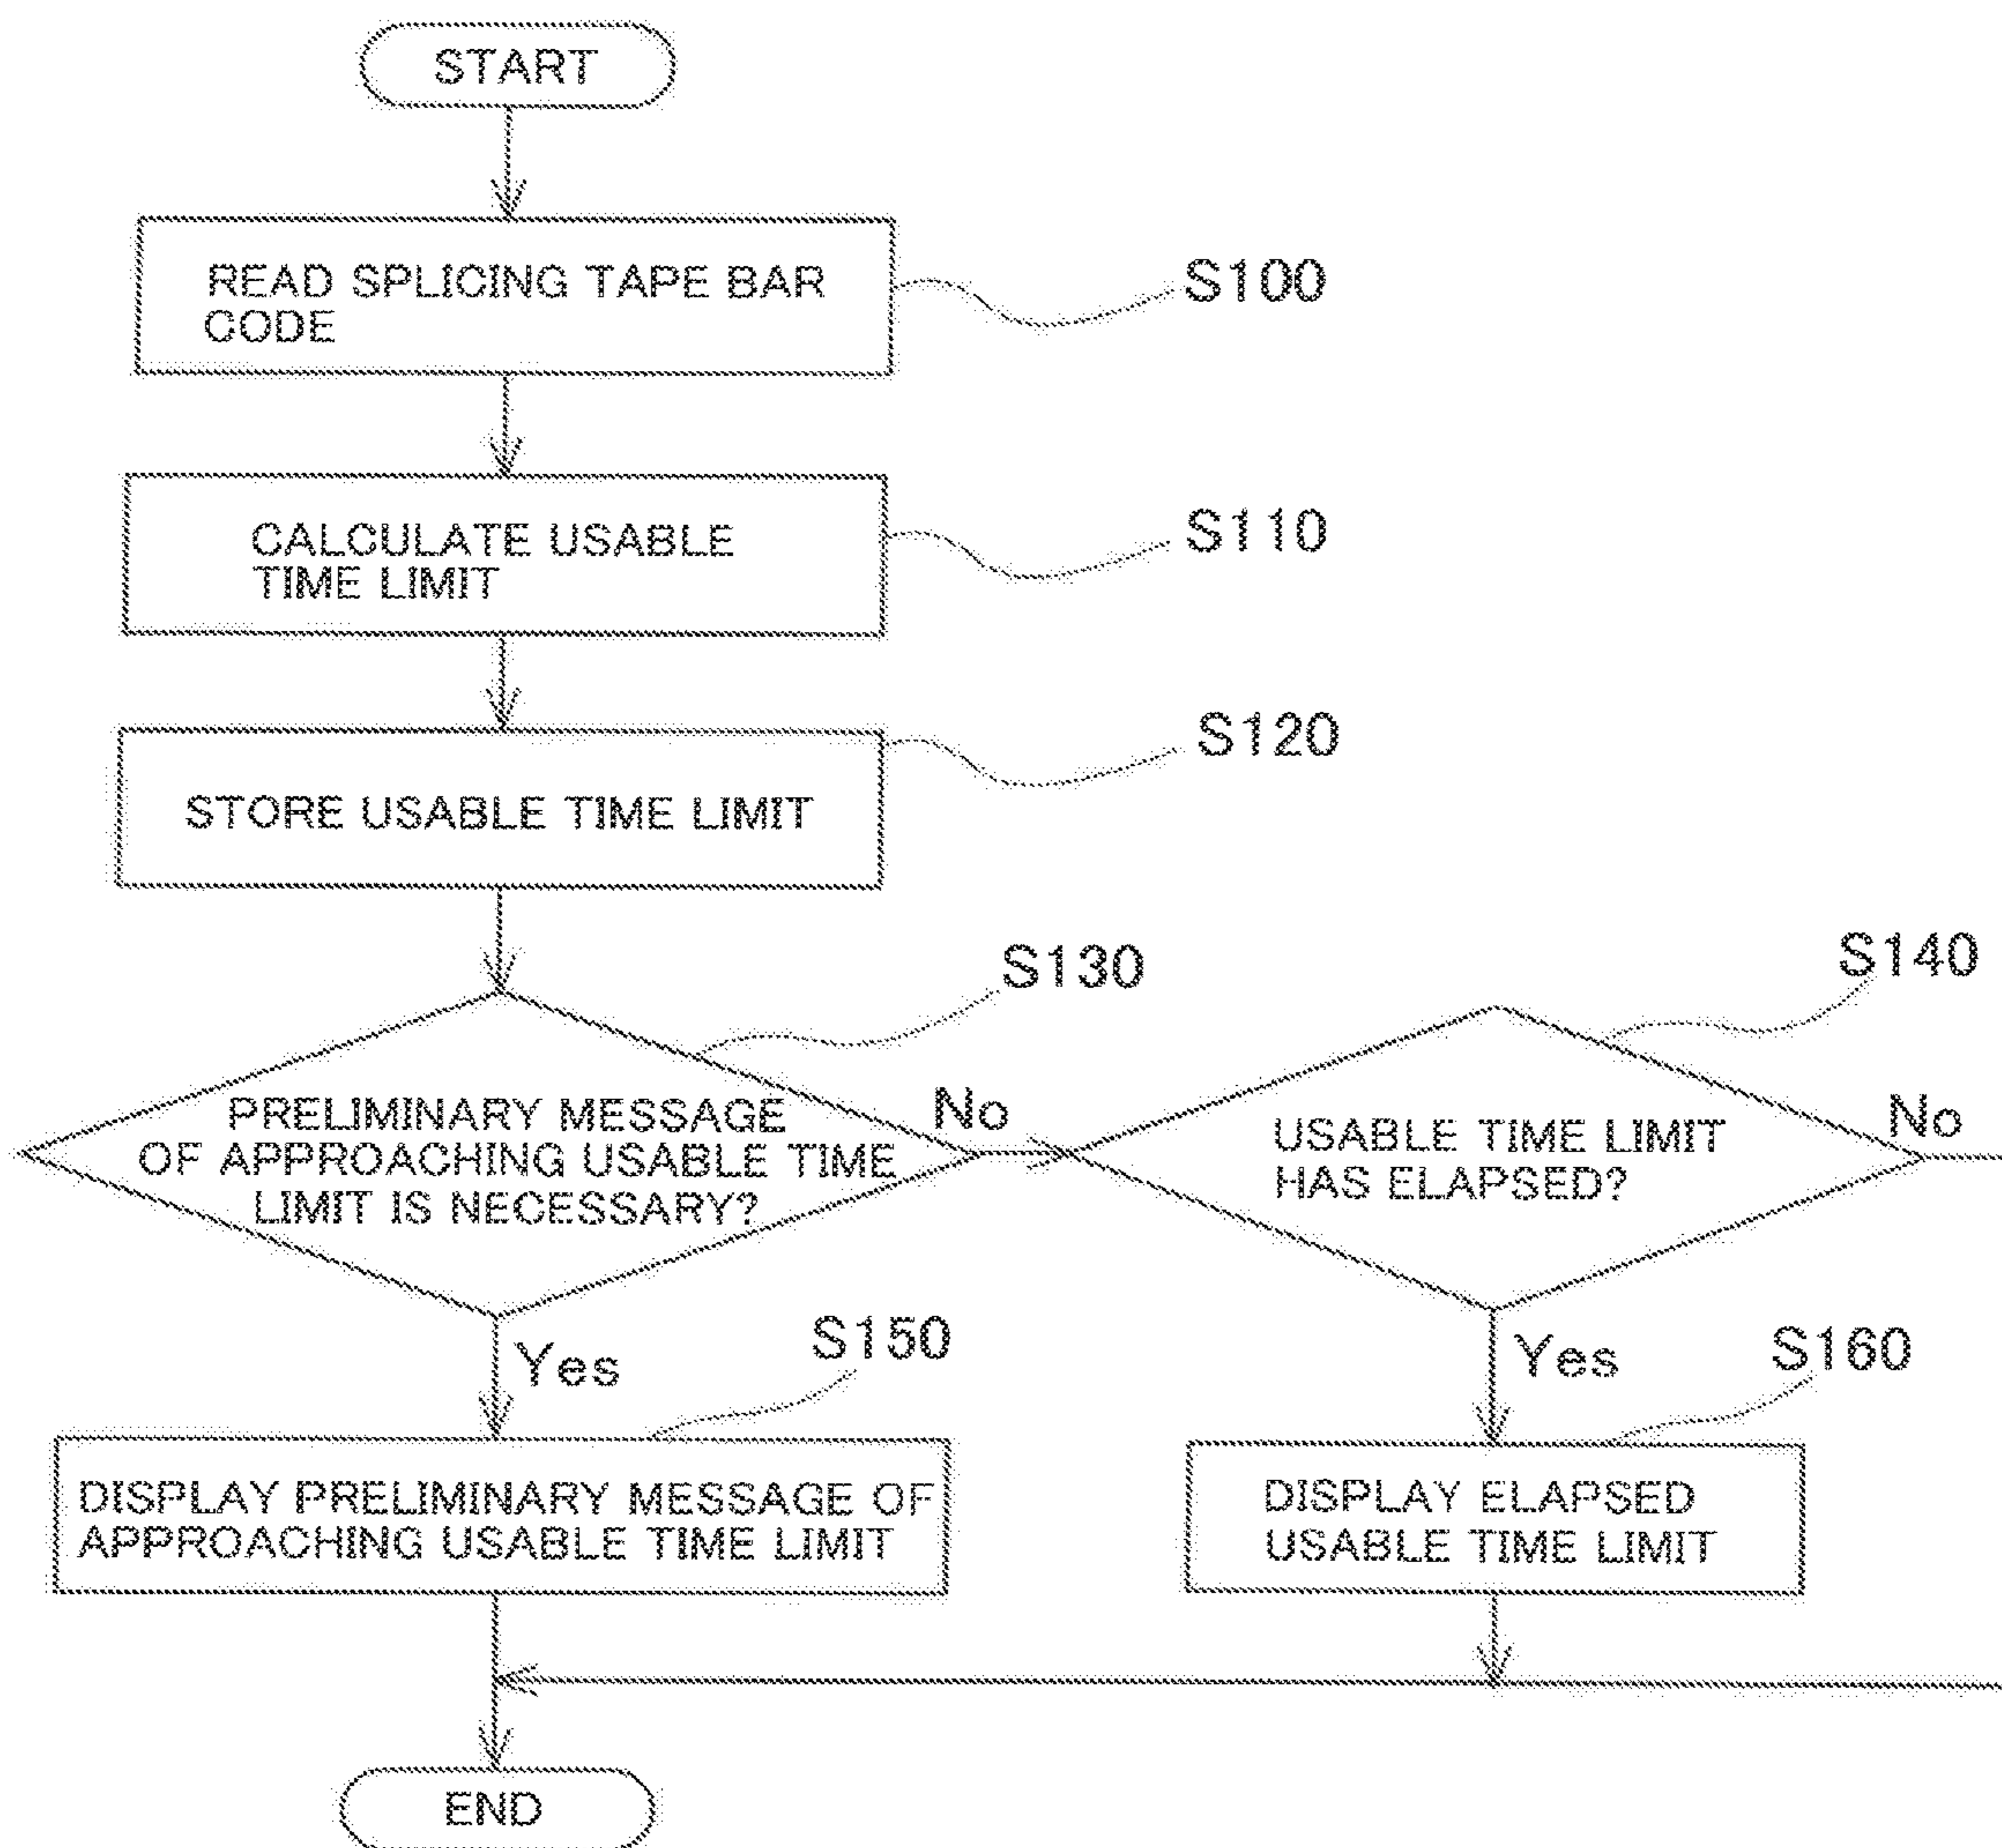 START
READ SPLICING TAPE BAR
CODE
S100
CALCULATE USABLE
TIME LIMIT
S110
S120
STORE USABLE TIME LIMIT
S130
S140
PRELIMINARY MESSAGE
OF APPROACHING USABLE TIME
LIMIT IS NECESSARY?
No
USABLE TIME LIMIT
HAS ELAPSED?
No
Yes
S150
Yes
S160
DISPLAY PRELIMINARY MESSAGE OF
APPROACHING USABLE TIME LIMIT
DISPLAY ELAPSED
USABLE TIME LIMIT
END